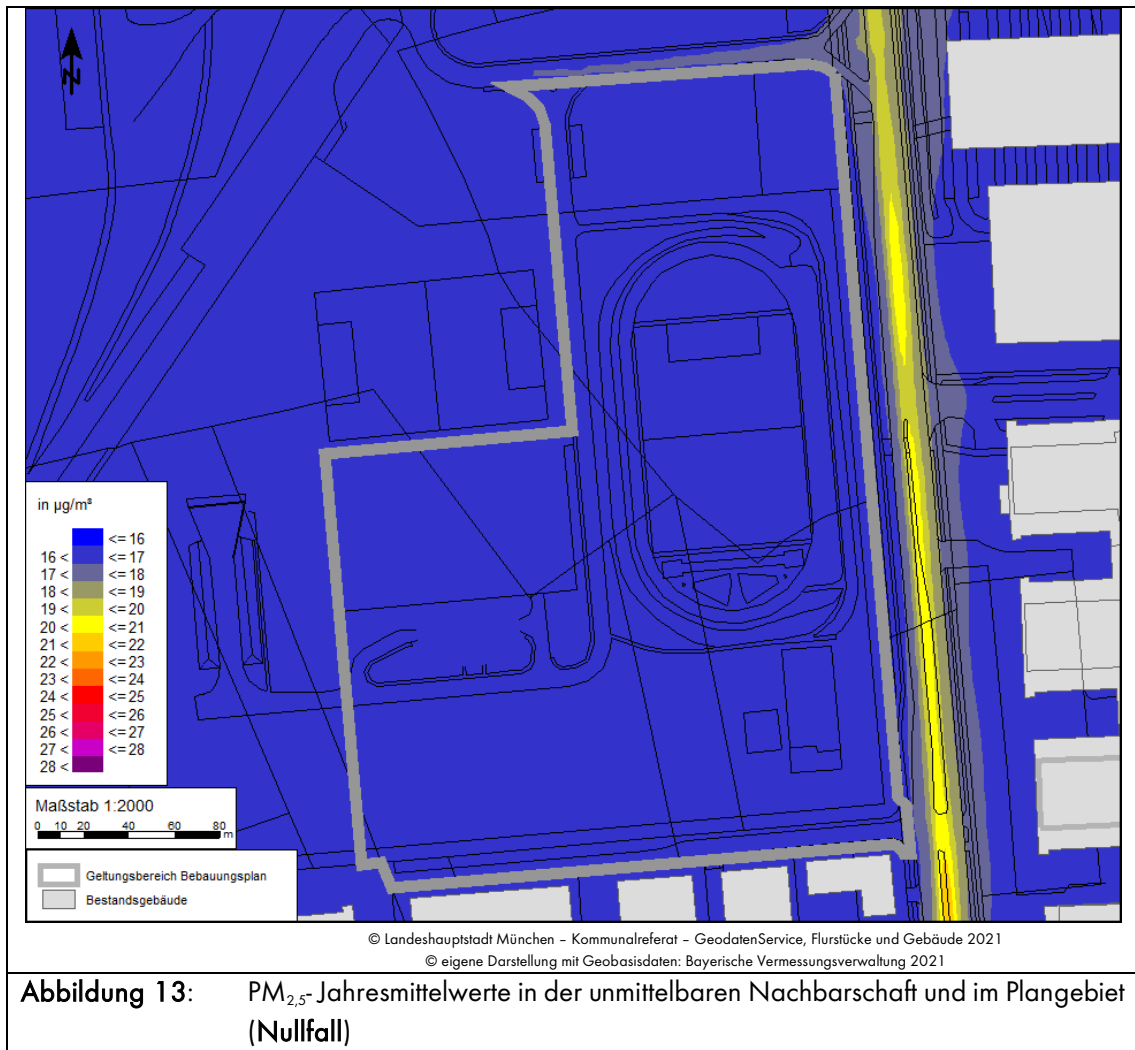 N
in µg/m³
<= 16
16 < <= 17
17 < <= 18
18 < <= 19
19 < <= 20
20 < <= 21
21 < <= 22
22 < <= 23
23 < <= 24
24 < <= 25
25 < <= 26
26 < <= 27
27 < <= 28
28 <
Maßstab 1:2000
0 10 20 40 60 80
m
Geltungsbereich Bebauungsplan
Bestandsgebäude
© Landeshauptstadt München – Kommunalreferat – GeodatenService, Flurstücke und Gebäude 2021
© eigene Darstellung mit Geobasisdaten: Bayerische Vermessungsverwaltung 2021
Abbildung 13: PM2,5- Jahresmittelwerte in der unmittelbaren Nachbarschaft und im Plangebiet
(Nullfall)